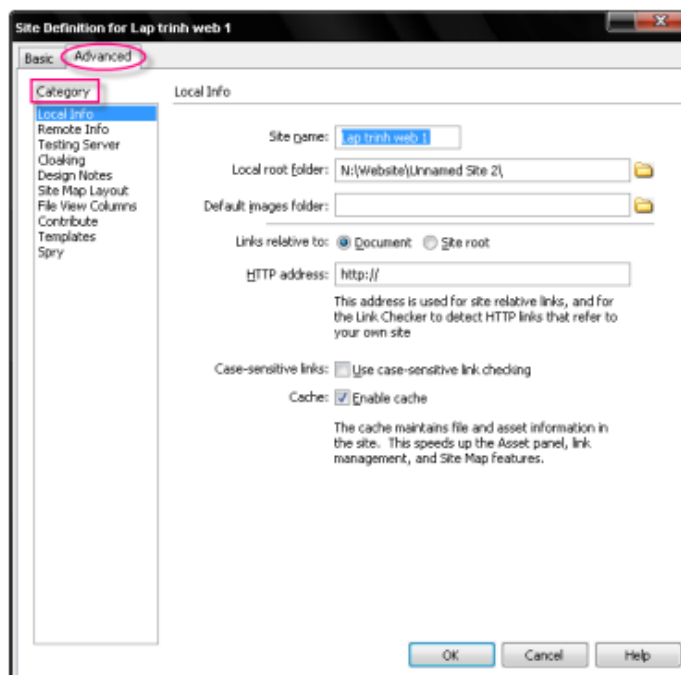 Site Definition for Lap trinh web 1
Basic Advanced
Category
Local Info
Remote Info
Testing Server
Cloaking
Design Notes
Site Map Layout
File View Columns
Contribute
Templates
Spry
Local Info
Site name: Lap trinh web 1
Local root folder: N:\Website\Unnamed Site 2\
Default images folder:
Links relative to: Document Site root
HTTP address: http://
This address is used for site relative links, and for
the Link Checker to detect HTTP links that refer to
your own site
Case-sensitive links: Use case-sensitive link checking
Cache: Enable cache
The cache maintains file and asset information in
the site. This speeds up the Asset panel, link
management, and Site Map features.
OK Cancel Help